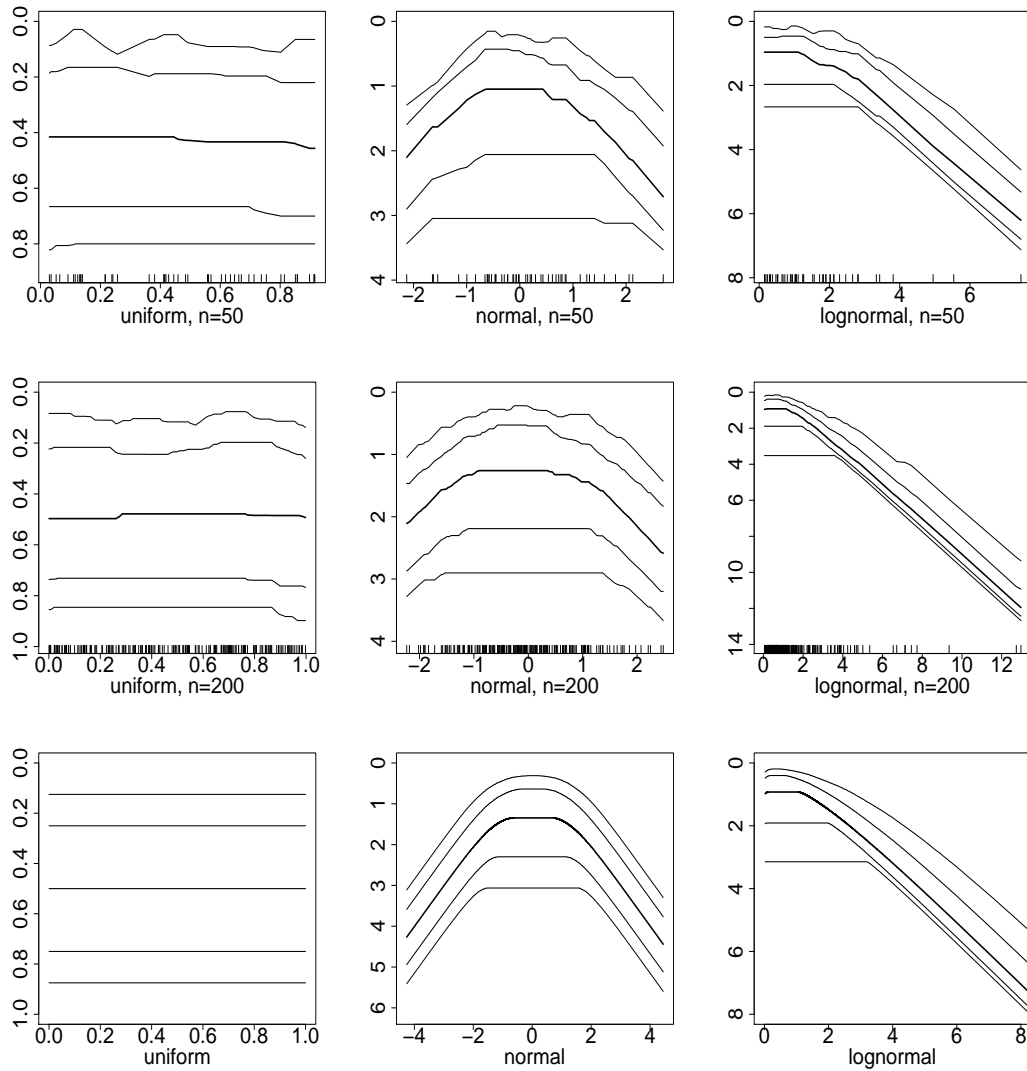 0.0 0.2 0.4 0.6 0.8
0.0 0.2 0.4 0.6 0.8
uniform, n=50
0 1 2 3 4
−2 −1 0 1 2
normal, n=50
0 2 4 6 8
0 2 4 6
lognormal, n=50
0.0 0.2 0.4 0.6 0.8 1.0
0.0 0.2 0.4 0.6 0.8 1.0
uniform, n=200
0 1 2 3 4
−2 −1 0 1 2
normal, n=200
0 2 4 6 10 14
0 2 4 6 8 10 12
lognormal, n=200
0.0 0.2 0.4 0.6 0.8 1.0
0.0 0.2 0.4 0.6 0.8 1.0
uniform
0 1 2 3 4 5 6
−4 −2 0 2 4
normal
0 2 4 6 8
0 2 4 6 8
lognormal